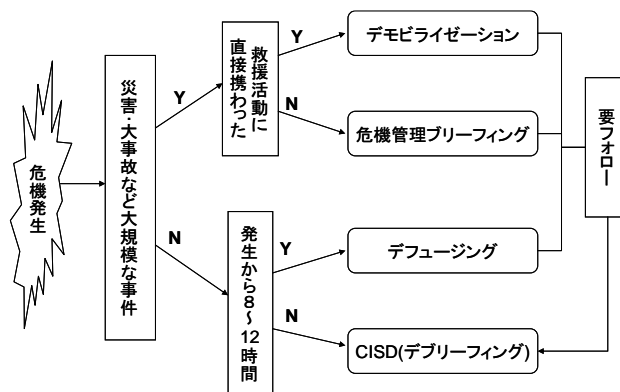 危機発生
災害・大事故など大規模な事件
Y
N
救援活動に
直接携わった
Y
N
デモビライゼーション
危機管理ブリーフィング
発生から8～12時間
Y
N
デフュージング
CISD(デブリーフィング)
要フォロー